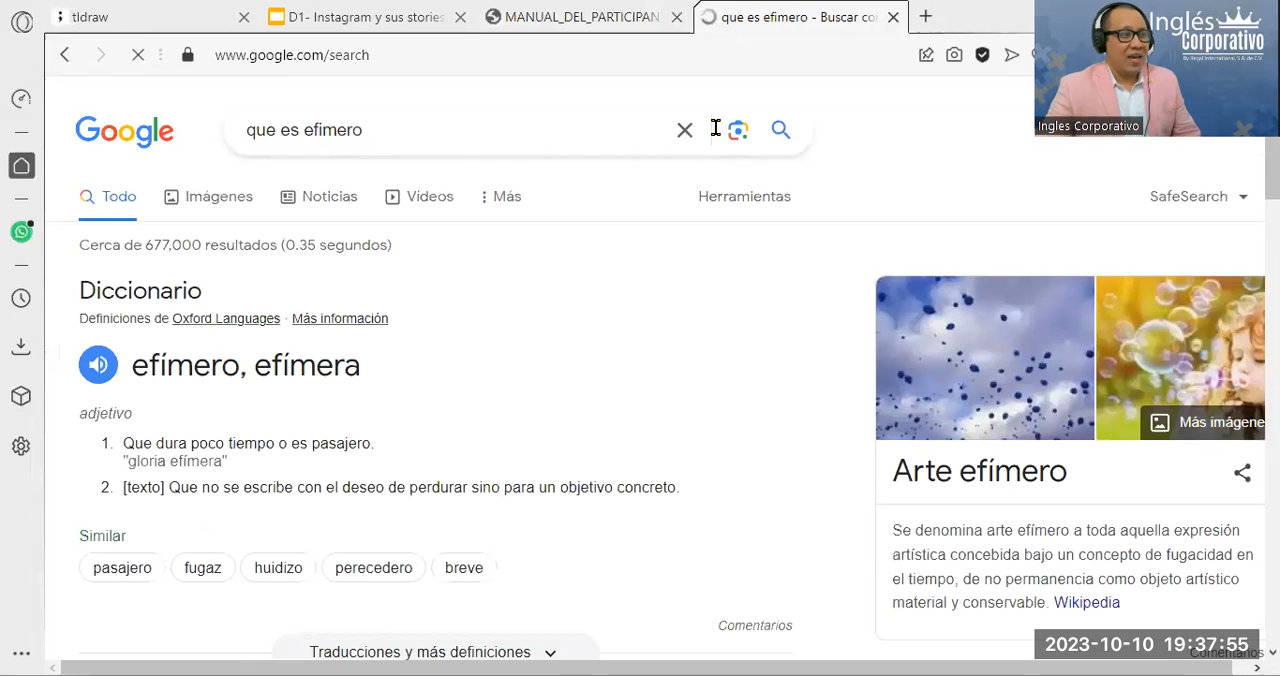 tldraw
D1- Instagram y sus stories
MANUAL_DEL_PARTICIPAN
que es efimero - Buscar co
www.google.com/search
Inglés
Corporativo
By Regal International, S.A. de C.V.
Ingles Corporativo
Google
que es efimero
Todo
Imágenes
Noticias
Videos
Más
Herramientas
SafeSearch
Cerca de 677,000 resultados (0.35 segundos)
Diccionario
Definiciones de Oxford Languages · Más información
efímero, efímera
adjetivo
1. Que dura poco tiempo o es pasajero.
"gloria efímera"
2. [texto] Que no se escribe con el deseo de perdurar sino para un objetivo concreto.
Similar
pasajero
fugaz
huidizo
perecedero
breve
Comentarios
Traducciones y más definiciones
Más imágene
Arte efímero
Se denomina arte efímero a toda aquella expresión
artística concebida bajo un concepto de fugacidad en
el tiempo, de no permanencia como objeto artístico
material y conservable. Wikipedia
2023-10-10 19:37:55
Comentarios